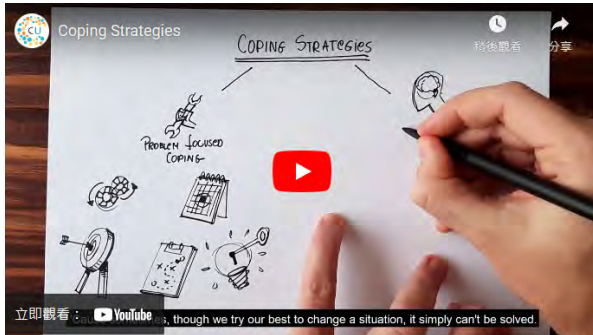 CU
Coping Strategies
稍後觀看
分享
COPING STRATEGIES
PROBLEM FOCUSED
COPING
立即觀看：
YouTube
, though we try our best to change a situation, it simply can't be solved.